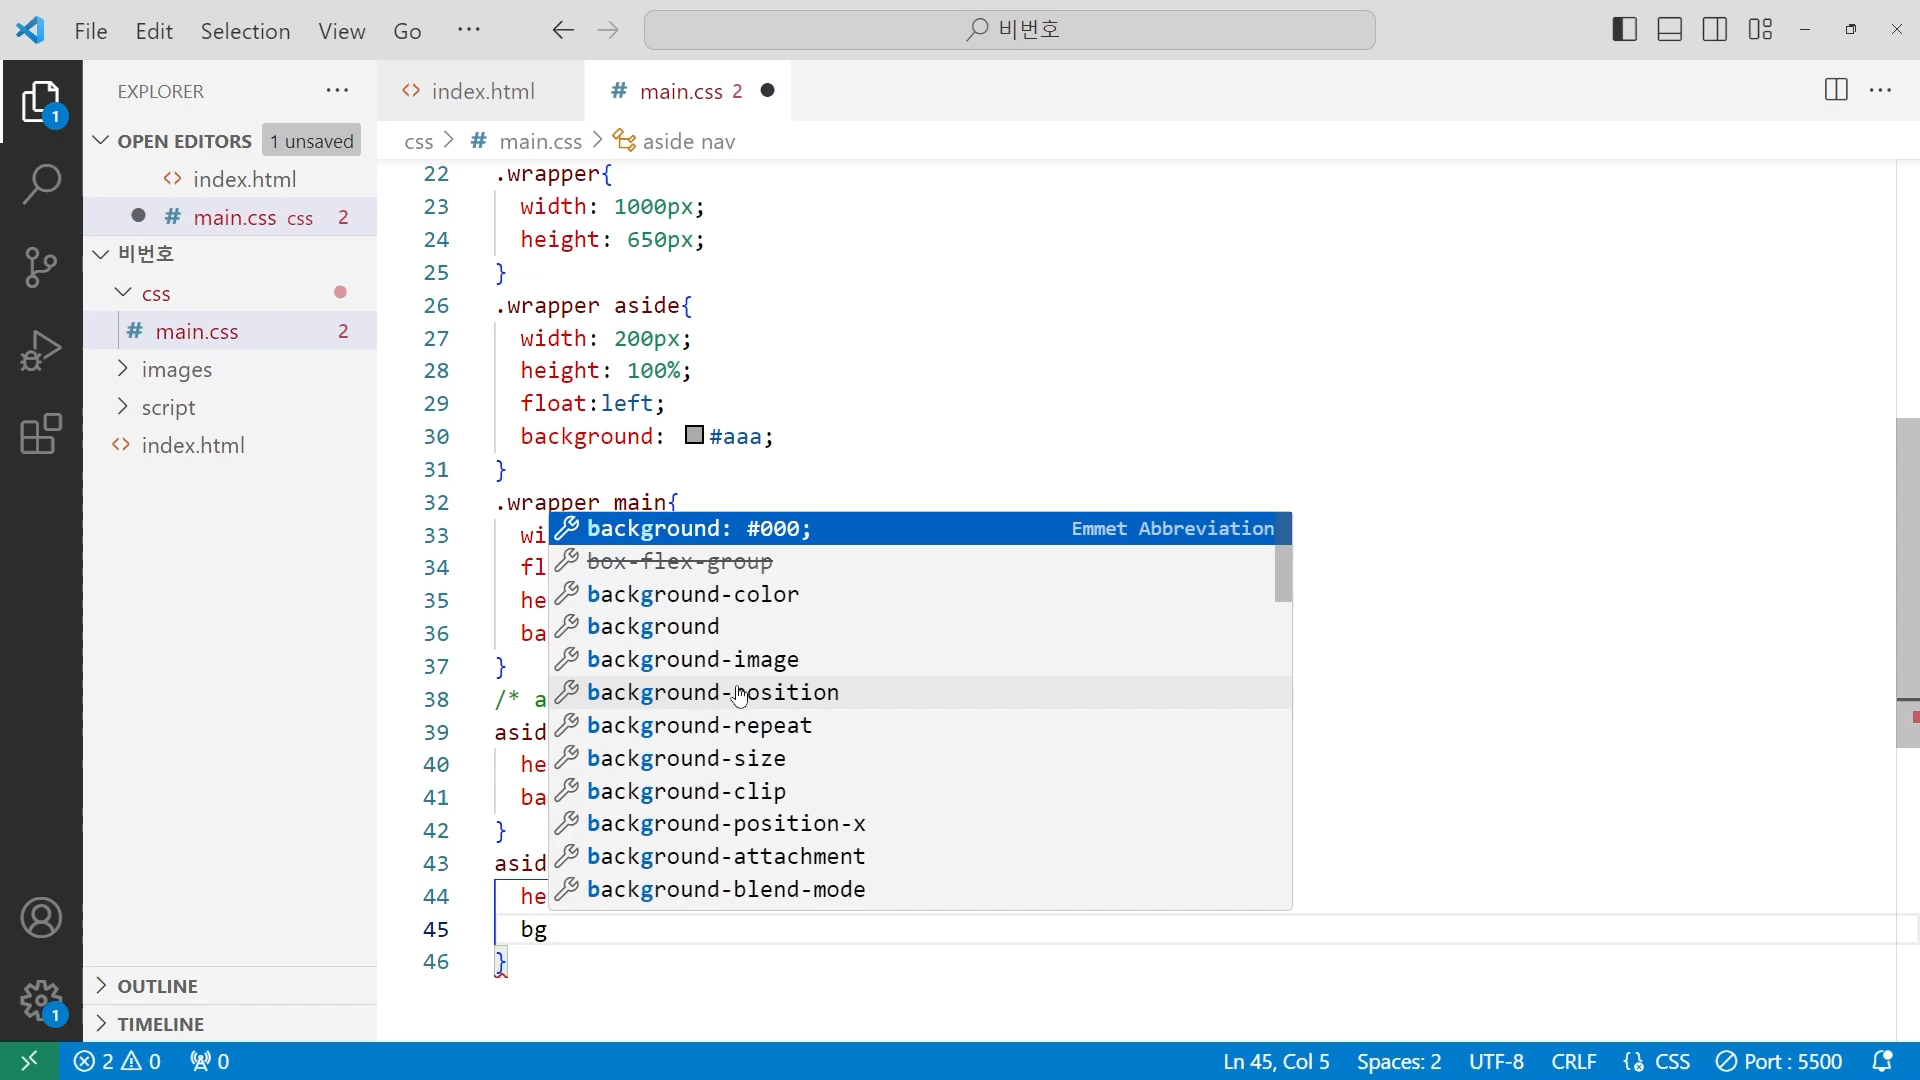 File Edit Selection View Go ··· 비번호
EXPLORER ···
OPEN EDITORS 1 unsaved
index.html
main.css css 2
비번호
css
main.css 2
images
script
index.html
OUTLINE
TIMELINE
index.html main.css 2
css > # main.css > aside nav
22 .wrapper{
23 width: 1000px;
24 height: 650px;
25 }
26 .wrapper aside{
27 width: 200px;
28 height: 100%;
29 float:left;
30 background: #aaa;
31 }
32 .wrapper main{
33 wi
34 fl
35 he
36 ba
37 }
38 /* a
39 asid
40 he
41 ba
42 }
43 asid
44 he
45 bg
46 }
background: #000; Emmet Abbreviation
box-flex-group
background-color
background
background-image
background-position
background-repeat
background-size
background-clip
background-position-x
background-attachment
background-blend-mode
1
1
2 0 0 Ln 45, Col 5 Spaces: 2 UTF-8 CRLF {} CSS Port : 5500